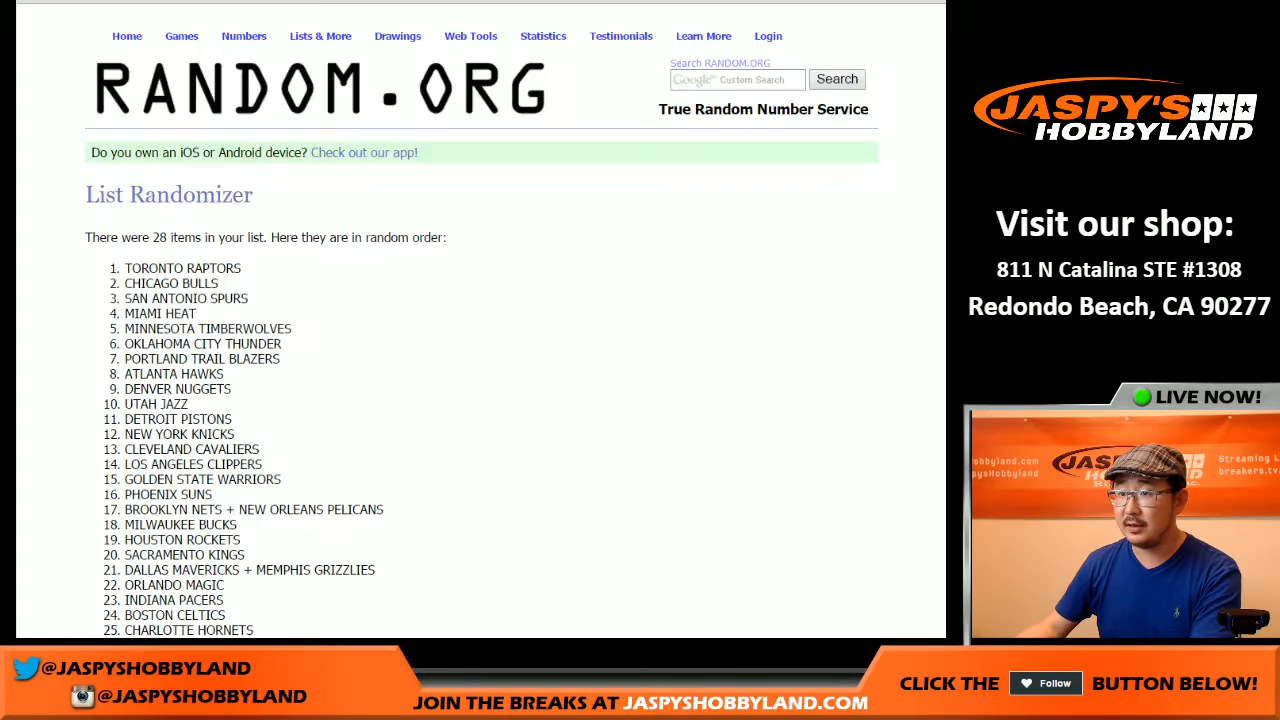 Home Games Numbers Lists & More Drawings Web Tools Statistics Testimonials Learn More Login
RANDOM.ORG
Search RANDOM.ORG
Google™ Custom Search Search
True Random Number Service
Do you own an iOS or Android device? Check out our app!
List Randomizer
There were 28 items in your list. Here they are in random order:
1. TORONTO RAPTORS
2. CHICAGO BULLS
3. SAN ANTONIO SPURS
4. MIAMI HEAT
5. MINNESOTA TIMBERWOLVES
6. OKLAHOMA CITY THUNDER
7. PORTLAND TRAIL BLAZERS
8. ATLANTA HAWKS
9. DENVER NUGGETS
10. UTAH JAZZ
11. DETROIT PISTONS
12. NEW YORK KNICKS
13. CLEVELAND CAVALIERS
14. LOS ANGELES CLIPPERS
15. GOLDEN STATE WARRIORS
16. PHOENIX SUNS
17. BROOKLYN NETS + NEW ORLEANS PELICANS
18. MILWAUKEE BUCKS
19. HOUSTON ROCKETS
20. SACRAMENTO KINGS
21. DALLAS MAVERICKS + MEMPHIS GRIZZLIES
22. ORLANDO MAGIC
23. INDIANA PACERS
24. BOSTON CELTICS
25. CHARLOTTE HORNETS
JASPY'S
HOBBYLAND
Visit our shop:
811 N Catalina STE #1308
Redondo Beach, CA 90277
LIVE NOW!
hobbyland.com
Streaming
breakers.tv
@JASPYSHOBBYLAND
@JASPYSHOBBYLAND
JOIN THE BREAKS AT JASPYSHOBBYLAND.COM
CLICK THE Follow BUTTON BELOW!